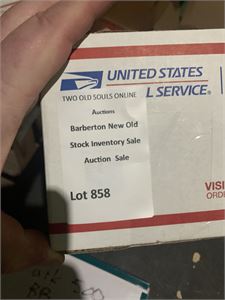 UNITED STATES
L SERVICE®
TWO OLD SOULS ONLINE
Auctions
Barberton New Old
Stock Inventory Sale
Auction Sale
Lot 858
VISI
ORD